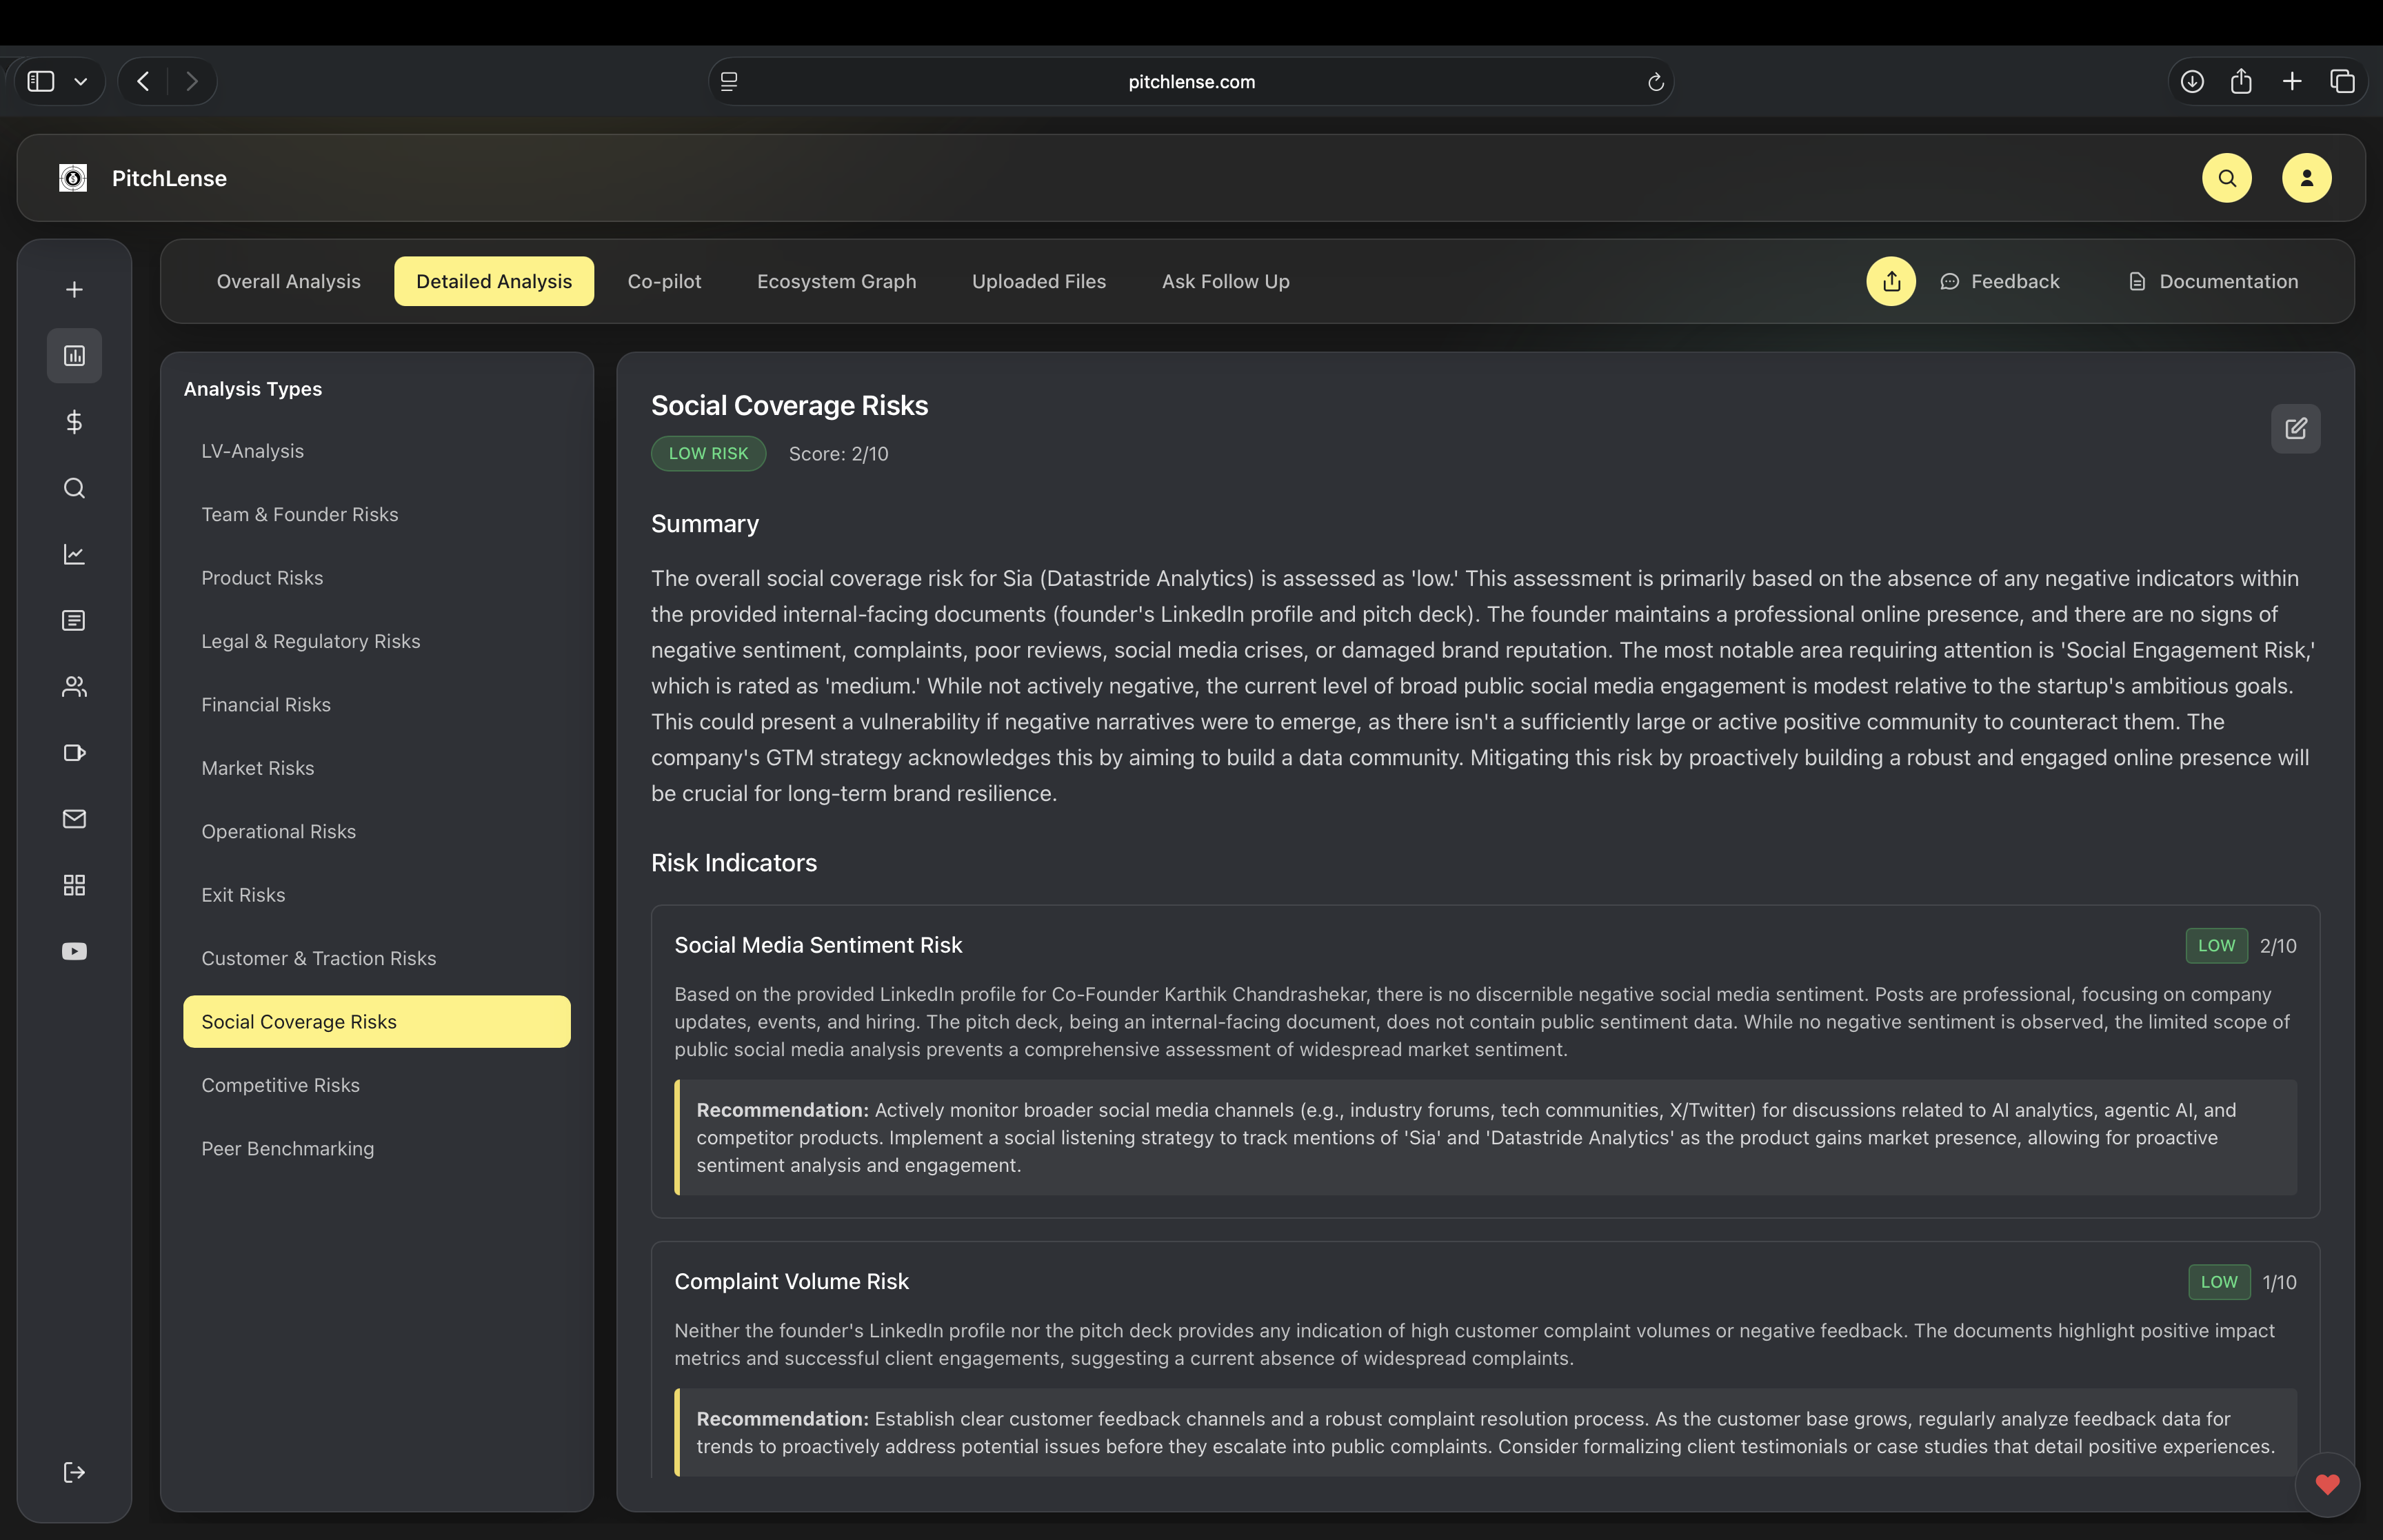 pitchlense.com
PitchLense
Overall Analysis
Detailed Analysis
Co-pilot
Ecosystem Graph
Uploaded Files
Ask Follow Up
Feedback
Documentation
Analysis Types
LV-Analysis
Team & Founder Risks
Product Risks
Legal & Regulatory Risks
Financial Risks
Market Risks
Operational Risks
Exit Risks
Customer & Traction Risks
Social Coverage Risks
Competitive Risks
Peer Benchmarking
Social Coverage Risks
LOW RISK
Score: 2/10
Summary
The overall social coverage risk for Sia (Datastride Analytics) is assessed as 'low.' This assessment is primarily based on the absence of any negative indicators within
the provided internal-facing documents (founder's LinkedIn profile and pitch deck). The founder maintains a professional online presence, and there are no signs of
negative sentiment, complaints, poor reviews, social media crises, or damaged brand reputation. The most notable area requiring attention is 'Social Engagement Risk,'
which is rated as 'medium.' While not actively negative, the current level of broad public social media engagement is modest relative to the startup's ambitious goals.
This could present a vulnerability if negative narratives were to emerge, as there isn't a sufficiently large or active positive community to counteract them. The
company's GTM strategy acknowledges this by aiming to build a data community. Mitigating this risk by proactively building a robust and engaged online presence will
be crucial for long-term brand resilience.
Risk Indicators
Social Media Sentiment Risk
LOW
2/10
Based on the provided LinkedIn profile for Co-Founder Karthik Chandrashekar, there is no discernible negative social media sentiment. Posts are professional, focusing on company
updates, events, and hiring. The pitch deck, being an internal-facing document, does not contain public sentiment data. While no negative sentiment is observed, the limited scope of
public social media analysis prevents a comprehensive assessment of widespread market sentiment.
Recommendation: Actively monitor broader social media channels (e.g., industry forums, tech communities, X/Twitter) for discussions related to AI analytics, agentic AI, and
competitor products. Implement a social listening strategy to track mentions of 'Sia' and 'Datastride Analytics' as the product gains market presence, allowing for proactive
sentiment analysis and engagement.
Complaint Volume Risk
LOW
1/10
Neither the founder's LinkedIn profile nor the pitch deck provides any indication of high customer complaint volumes or negative feedback. The documents highlight positive impact
metrics and successful client engagements, suggesting a current absence of widespread complaints.
Recommendation: Establish clear customer feedback channels and a robust complaint resolution process. As the customer base grows, regularly analyze feedback data for
trends to proactively address potential issues before they escalate into public complaints. Consider formalizing client testimonials or case studies that detail positive experiences.